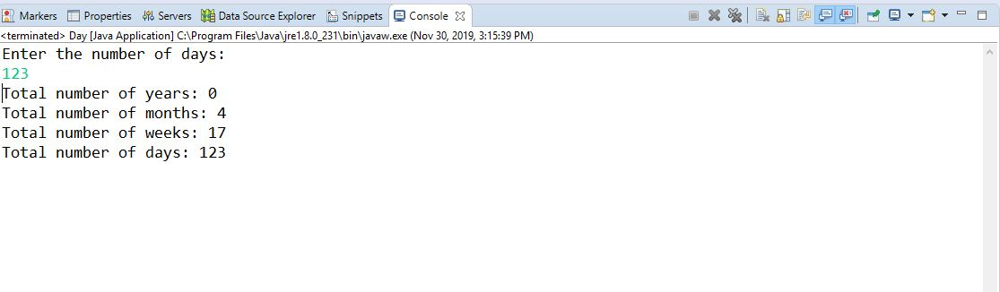 Markers Properties Servers Data Source Explorer Snippets Console
<terminated> Day [Java Application] C:\Program Files\Java\jre1.8.0_231\bin\javaw.exe (Nov 30, 2019, 3:15:39 PM)
Enter the number of days:
123
Total number of years: 0
Total number of months: 4
Total number of weeks: 17
Total number of days: 123